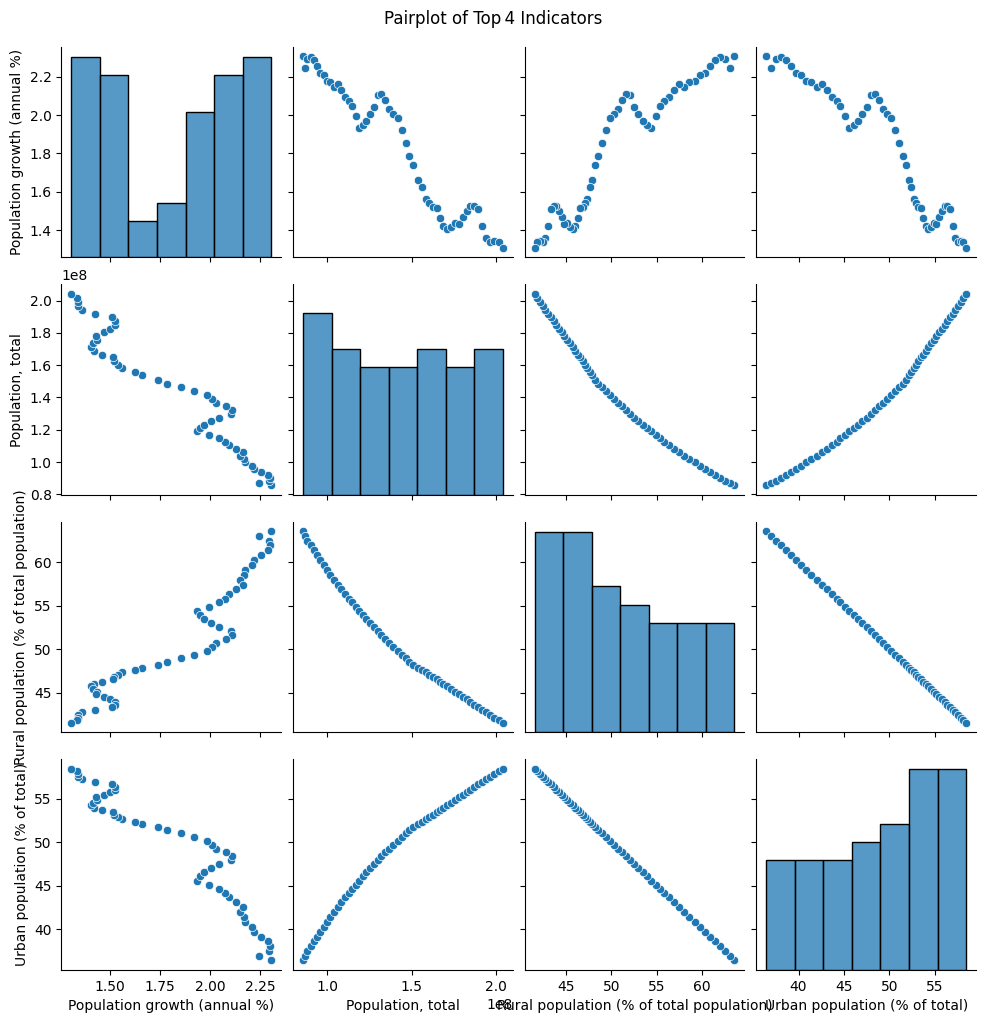 Pairplot of Top 4 Indicators
Population growth (annual %)
2.2
2.0
1.8
1.6
1.4
1e8
Population, total
2.0
1.8
1.6
1.4
1.2
1.0
0.8
Rural population (% of total population)
60
55
50
45
Urban population (% of total)
55
50
45
40
1.50 1.75 2.00 2.25
1.0 1.5 2.0
45 50 55 60
40 45 50 55
1e8
Population growth (annual %) Population, total Rural population (% of total population) Urban population (% of total)